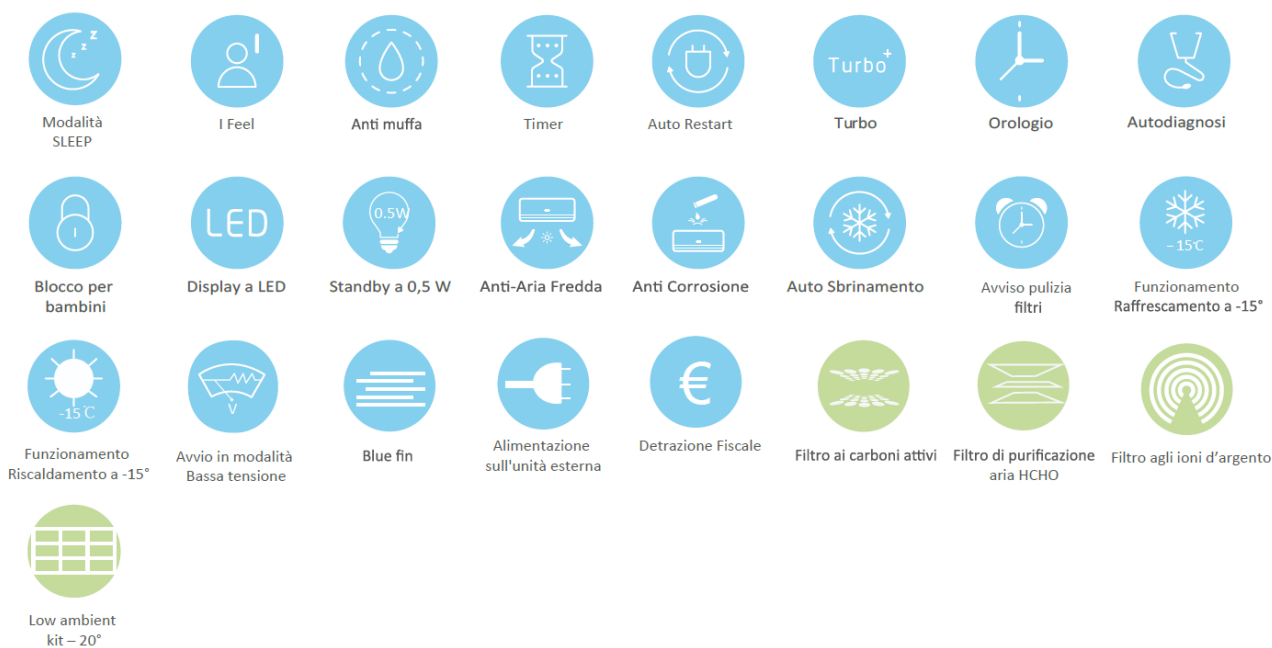 z
z
z
Modalità
SLEEP
I Feel
Anti muffa
Timer
Auto Restart
Turbo+
Turbo
Orologio
Autodiagnosi
Blocco per
bambini
LED
Display a LED
0.5W
Standby a 0,5 W
Anti-Aria Fredda
Anti Corrosione
Auto Sbrinamento
Avviso pulizia
filtri
-15℃
Funzionamento
Raffrescamento a -15°
-15℃
Funzionamento
Riscaldamento a -15°
V
Avvio in modalità
Bassa tensione
Blue fin
Alimentazione
sull'unità esterna
€
Detrazione Fiscale
Filtro ai carboni attivi
Filtro di purificazione
aria HCHO
Filtro agli ioni d’argento
Low ambient
kit – 20°